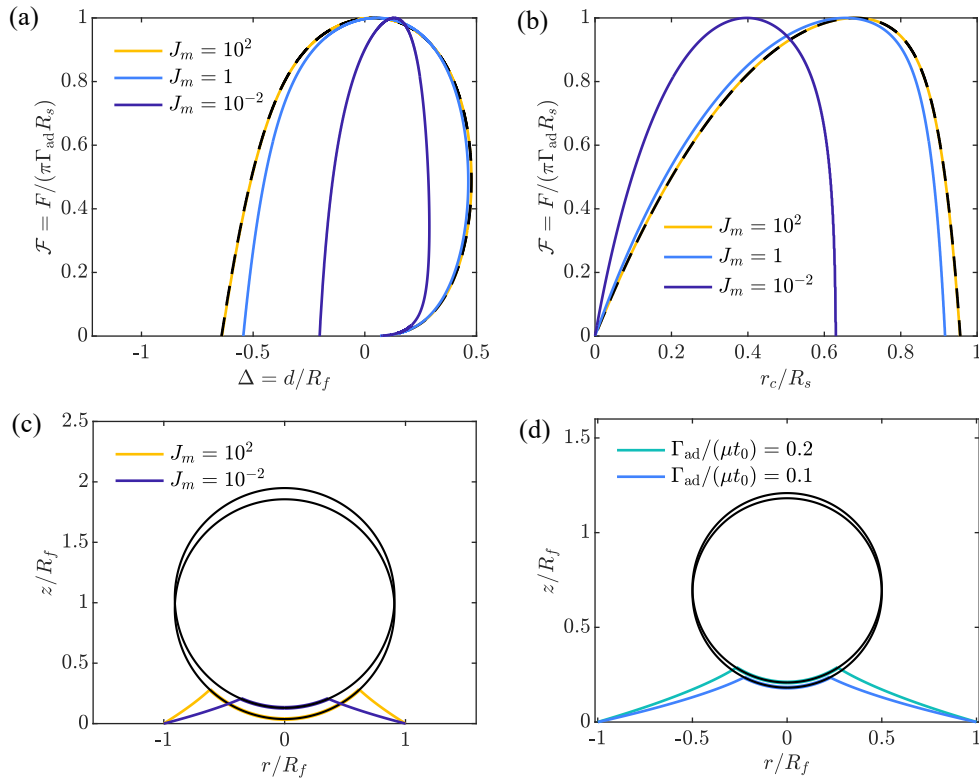 (a)
J_m = 10^2
J_m = 1
J_m = 10^{-2}
F = F/(πΓ_ad R_s)
1
0.8
0.6
0.4
0.2
0
-1
-0.5
0
0.5
Δ = d/R_f
(b)
J_m = 10^2
J_m = 1
J_m = 10^{-2}
F = F/(πΓ_ad R_s)
1
0.8
0.6
0.4
0.2
0
0
0.2
0.4
0.6
0.8
1
r_c/R_s
(c)
J_m = 10^2
J_m = 10^{-2}
z/R_f
2.5
2
1.5
1
0.5
0
-1
0
1
r/R_f
(d)
Γ_ad/(μt_0) = 0.2
Γ_ad/(μt_0) = 0.1
z/R_f
1.5
1
0.5
0
-1
-0.5
0
0.5
1
r/R_f